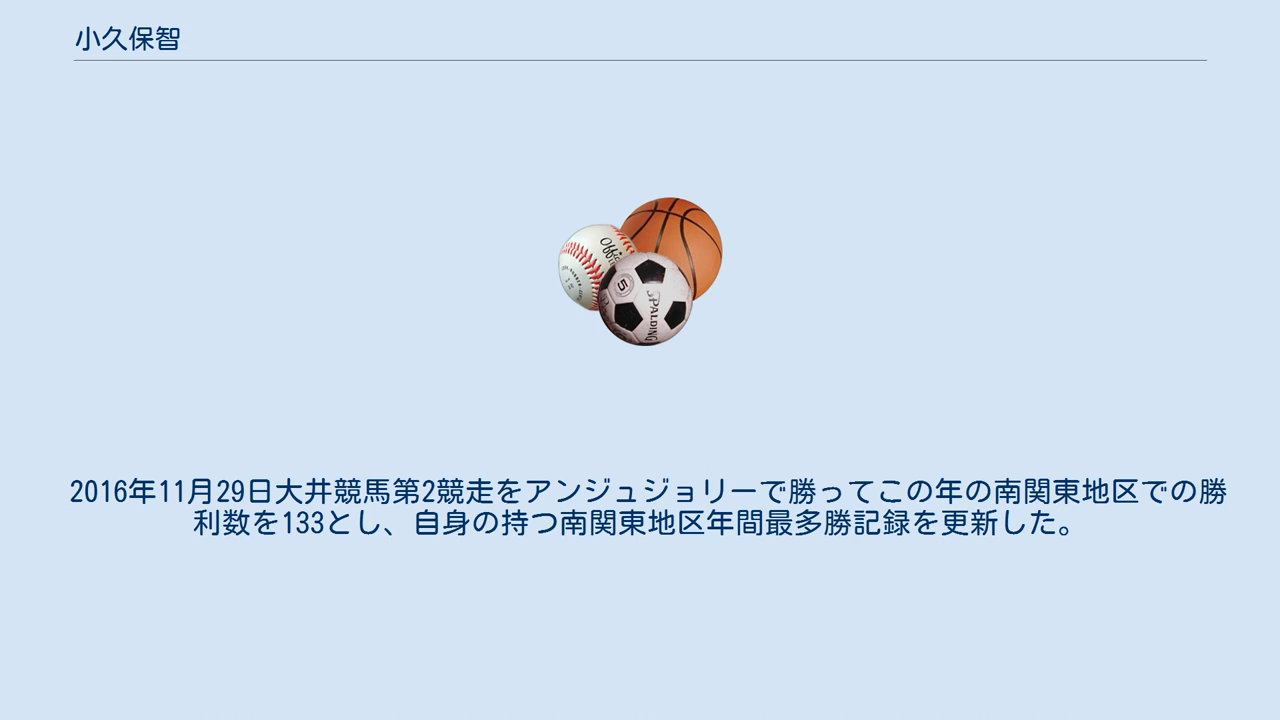 小久保智
2016年11月29日大井競馬第2競走をアンジュジョリーで勝ってこの年の南関東地区での勝
利数を133とし、自身の持つ南関東地区年間最多勝記録を更新した。
SPALDING
5